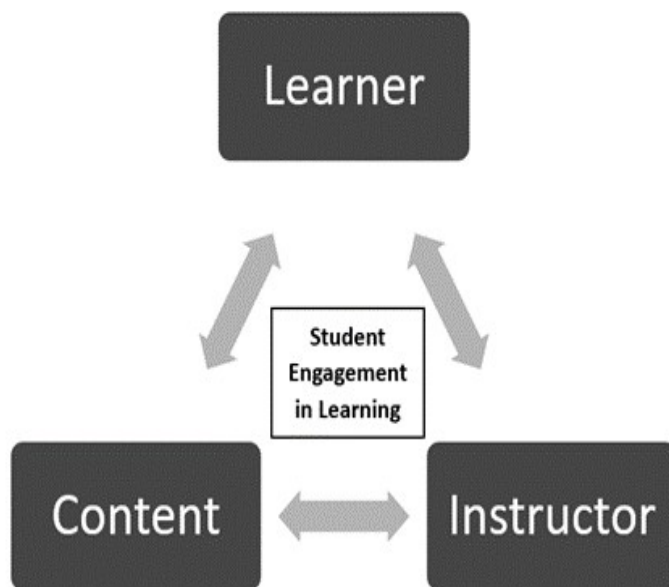 Learner
Student
Engagement
in Learning
Content
Instructor